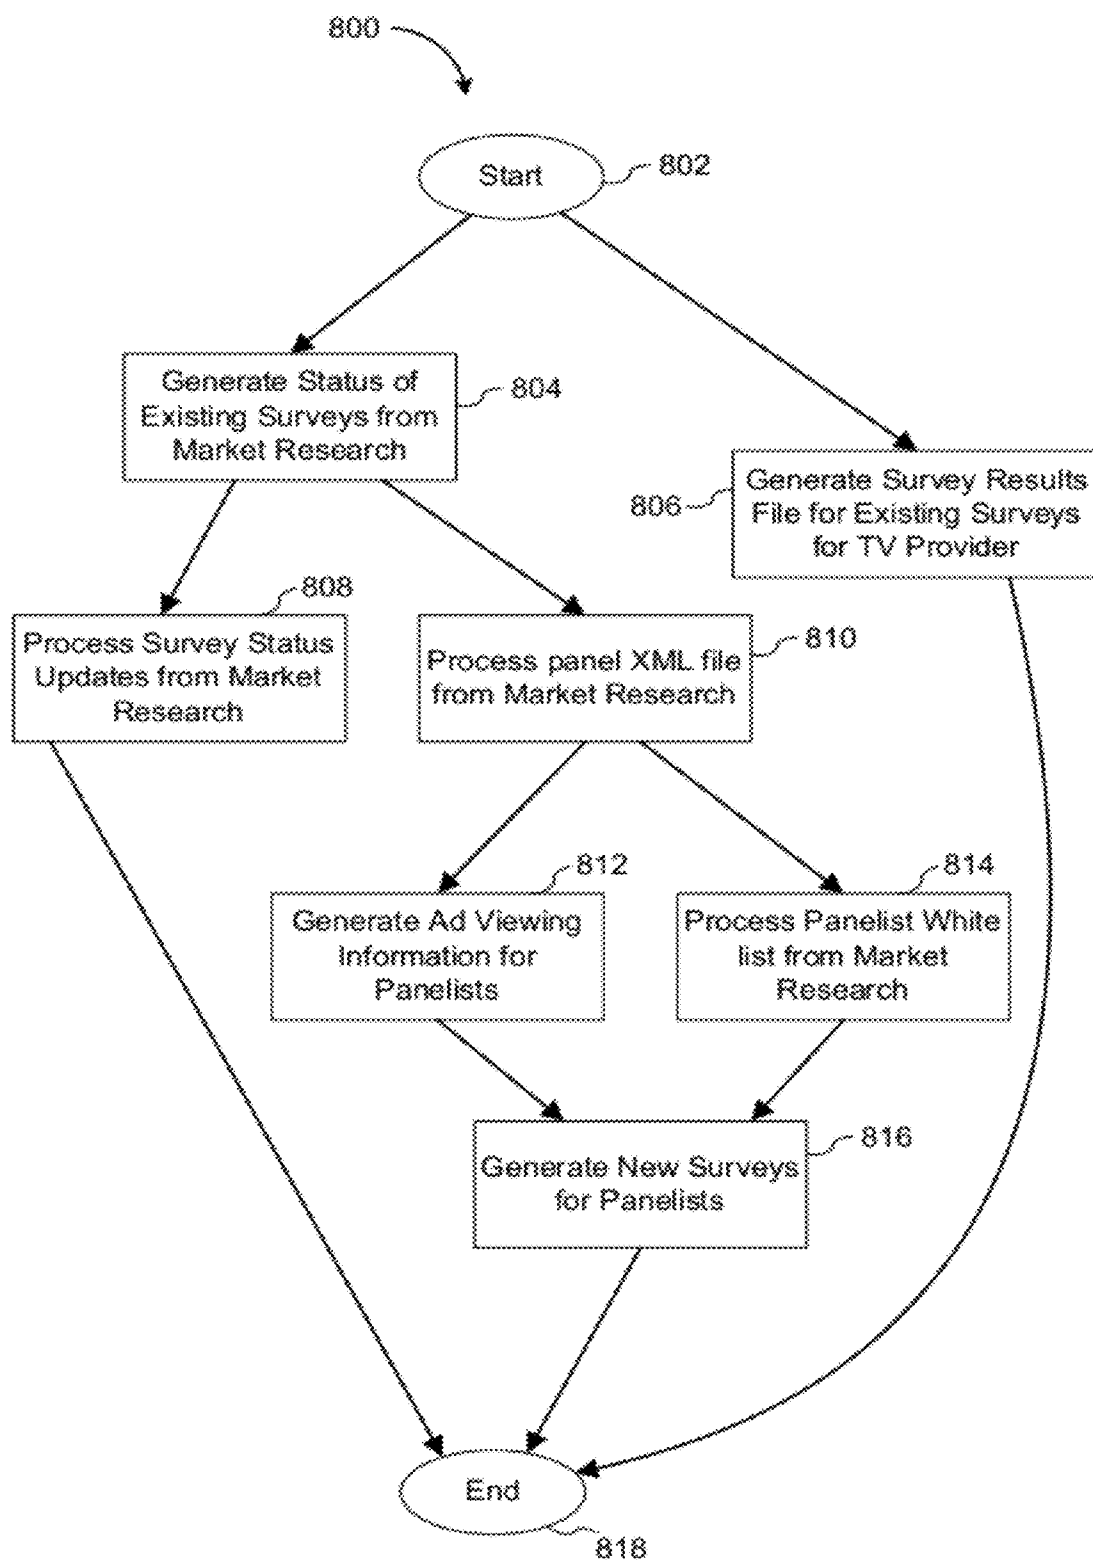 800
Start
802
Generate Status of
Existing Surveys from
Market Research
804
Generate Survey Results
File for Existing Surveys
for TV Provider
806
808
Process Survey Status
Updates from Market
Research
Process panel XML file
from Market Research
810
812
Generate Ad Viewing
Information for
Panelists
814
Process Panelist White
list from Market
Research
Generate New Surveys
for Panelists
816
End
818